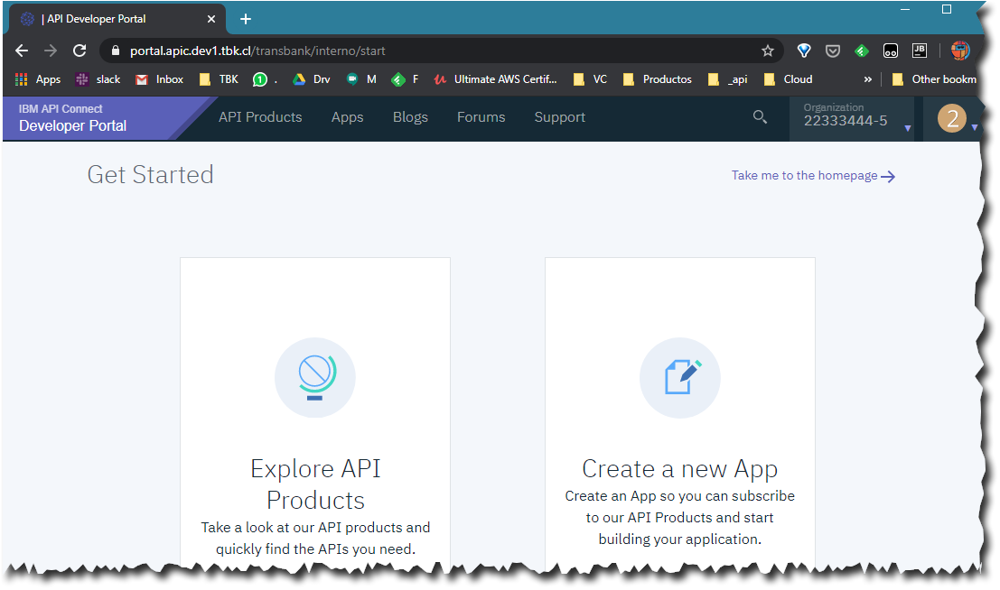 | API Developer Portal
portal.apic.dev1.tbk.cl/transbank/interno/start
JB
Apps slack Inbox TBK 1 . Drv M F Ultimate AWS Certif... VC Productos _api Cloud » Other bookm
IBM API Connect
Developer Portal
API Products Apps Blogs Forums Support
Organization
22333444-5
2
Get Started
Take me to the homepage
Explore API
Products
Take a look at our API products and
quickly find the APIs you need.
Create a new App
Create an App so you can subscribe
to our API Products and start
building your application.